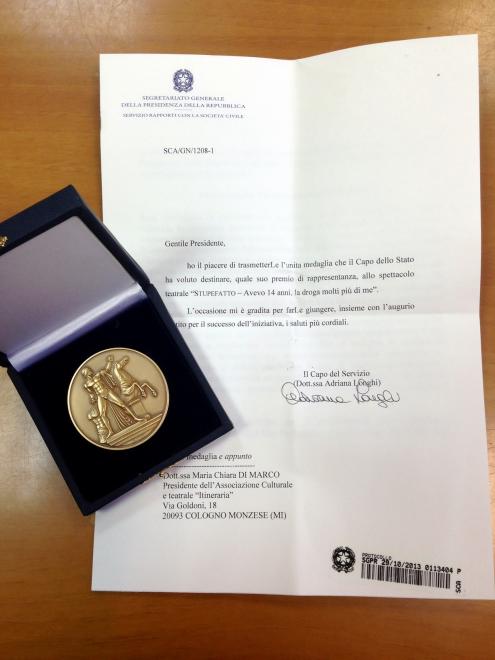 SEGRETARIATO GENERALE
DELLA PRESIDENZA DELLA REPUBBLICA
SERVIZIO RAPPORTI CON LA SOCIETA' CIVILE
SCA/GN/1208-1
Gentile Presidente,
ho il piacere di trasmetterLe l'unita medaglia che il Capo dello Stato
ha voluto destinare, quale suo premio di rappresentanza, allo spettacolo
teatrale "STUPEFATTO – Avevo 14 anni, la droga molti più di me".
L'occasione mi è gradita per farLe giungere, insieme con l'augurio
per il successo dell'iniziativa, i saluti più cordiali.
Il Capo del Servizio
(Dott.ssa Adriana Longhi)
Adriana Longhi
medaglia e appunto
Dott.ssa Maria Chiara DI MARCO
Presidente dell'Associazione Culturale
e teatrale "Itineraria"
Via Goldoni, 18
20093 COLOGNO MONZESE (MI)
PROTOCOLLO
SGPR 29/10/2013 0113404 P
SGR